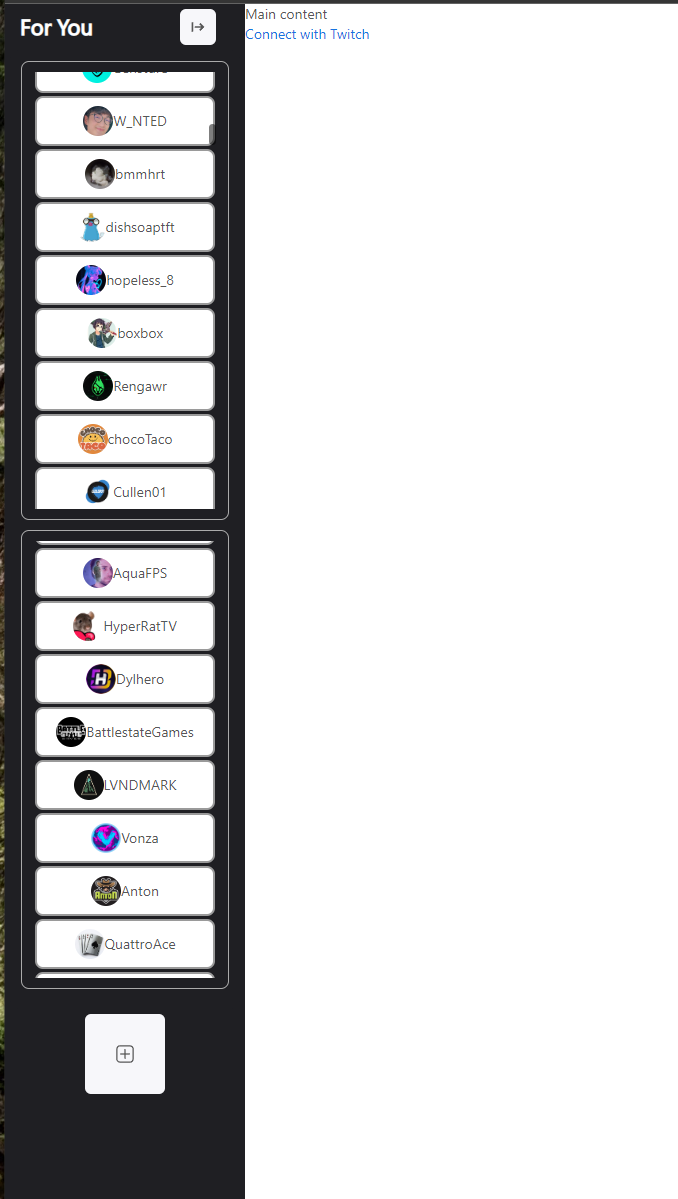 For You
W_NTED
bmmhrt
dishsoaptft
hopeless_8
boxbox
Rengawr
chocoTaco
Cullen01
AquaFPS
HyperRatTV
Dylhero
BattlestateGames
LVNDMARK
Vonza
Anton
QuattroAce
Main content
Connect with Twitch